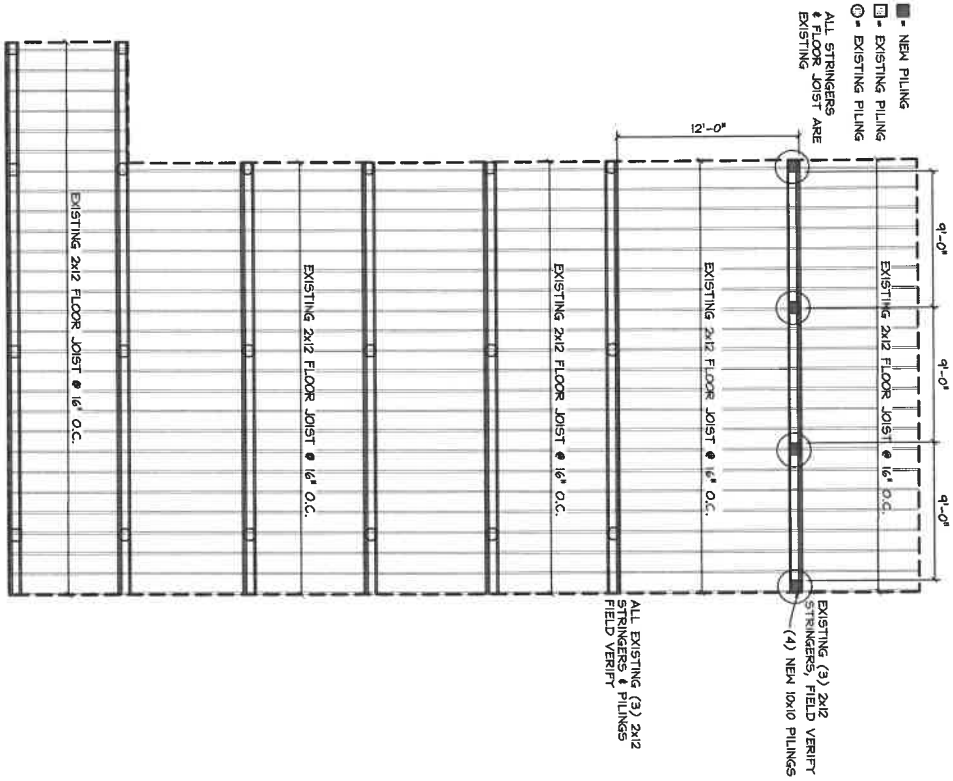 ■ - NEW PILING
□ - EXISTING PILING
○ - EXISTING PILING
ALL STRINGERS
& FLOOR JOIST ARE
EXISTING
12'-0"
9'-0"
9'-0"
9'-0"
EXISTING 2x12 FLOOR JOIST @ 16" O.C.
EXISTING 2x12 FLOOR JOIST @ 16" O.C.
EXISTING 2x12 FLOOR JOIST @ 16" O.C.
EXISTING 2x12 FLOOR JOIST @ 16" O.C.
EXISTING 2x12 FLOOR JOIST @ 16" O.C.
EXISTING (3) 2x12
STRINGERS, FIELD VERIFY
(4) NEW 10x10 PILINGS
ALL EXISTING (3) 2x12
STRINGERS & PILINGS
FIELD VERIFY